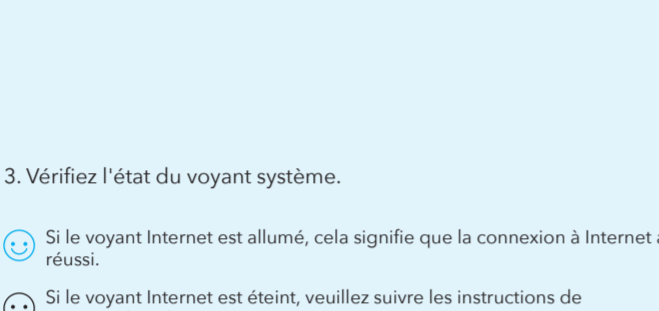 3. Vérifiez l'état du voyant système.
Si le voyant Internet est allumé, cela signifie que la connexion à Internet a
réussi.
Si le voyant Internet est éteint, veuillez suivre les instructions de